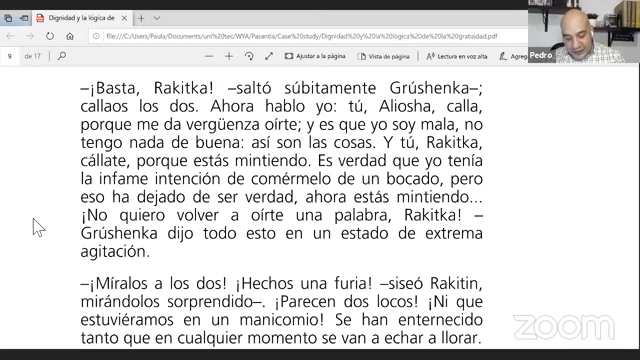 Dignidad y la lógica de
file:///C:/Users/Paula/Documents/uni%20tec/WYA/Pasantia/Case%20study/Dignidad%20y%20la%20lógica%20de%20la%20gratuidad.pdf
9 de 17
Ajustar a la página
Vista de página
Lectura en voz alta
Pedro
–¡Basta, Rakitka! –saltó súbitamente Grúshenka–;
callaos los dos. Ahora hablo yo: tú, Aliosha, calla,
porque me da vergüenza oírte; y es que yo soy mala, no
tengo nada de buena: así son las cosas. Y tú, Rakitka,
cállate, porque estás mintiendo. Es verdad que yo tenía
la infame intención de comérmelo de un bocado, pero
eso ha dejado de ser verdad, ahora estás mintiendo...
¡No quiero volver a oírte una palabra, Rakitka! –
Grúshenka dijo todo esto en un estado de extrema
agitación.
–¡Míralos a los dos! ¡Hechos una furia! –siseó Rakitin,
mirándolos sorprendido–. ¡Parecen dos locos! ¡Ni que
estuviéramos en un manicomio! Se han enternecido
tanto que en cualquier momento se van a echar a llorar.
zoom